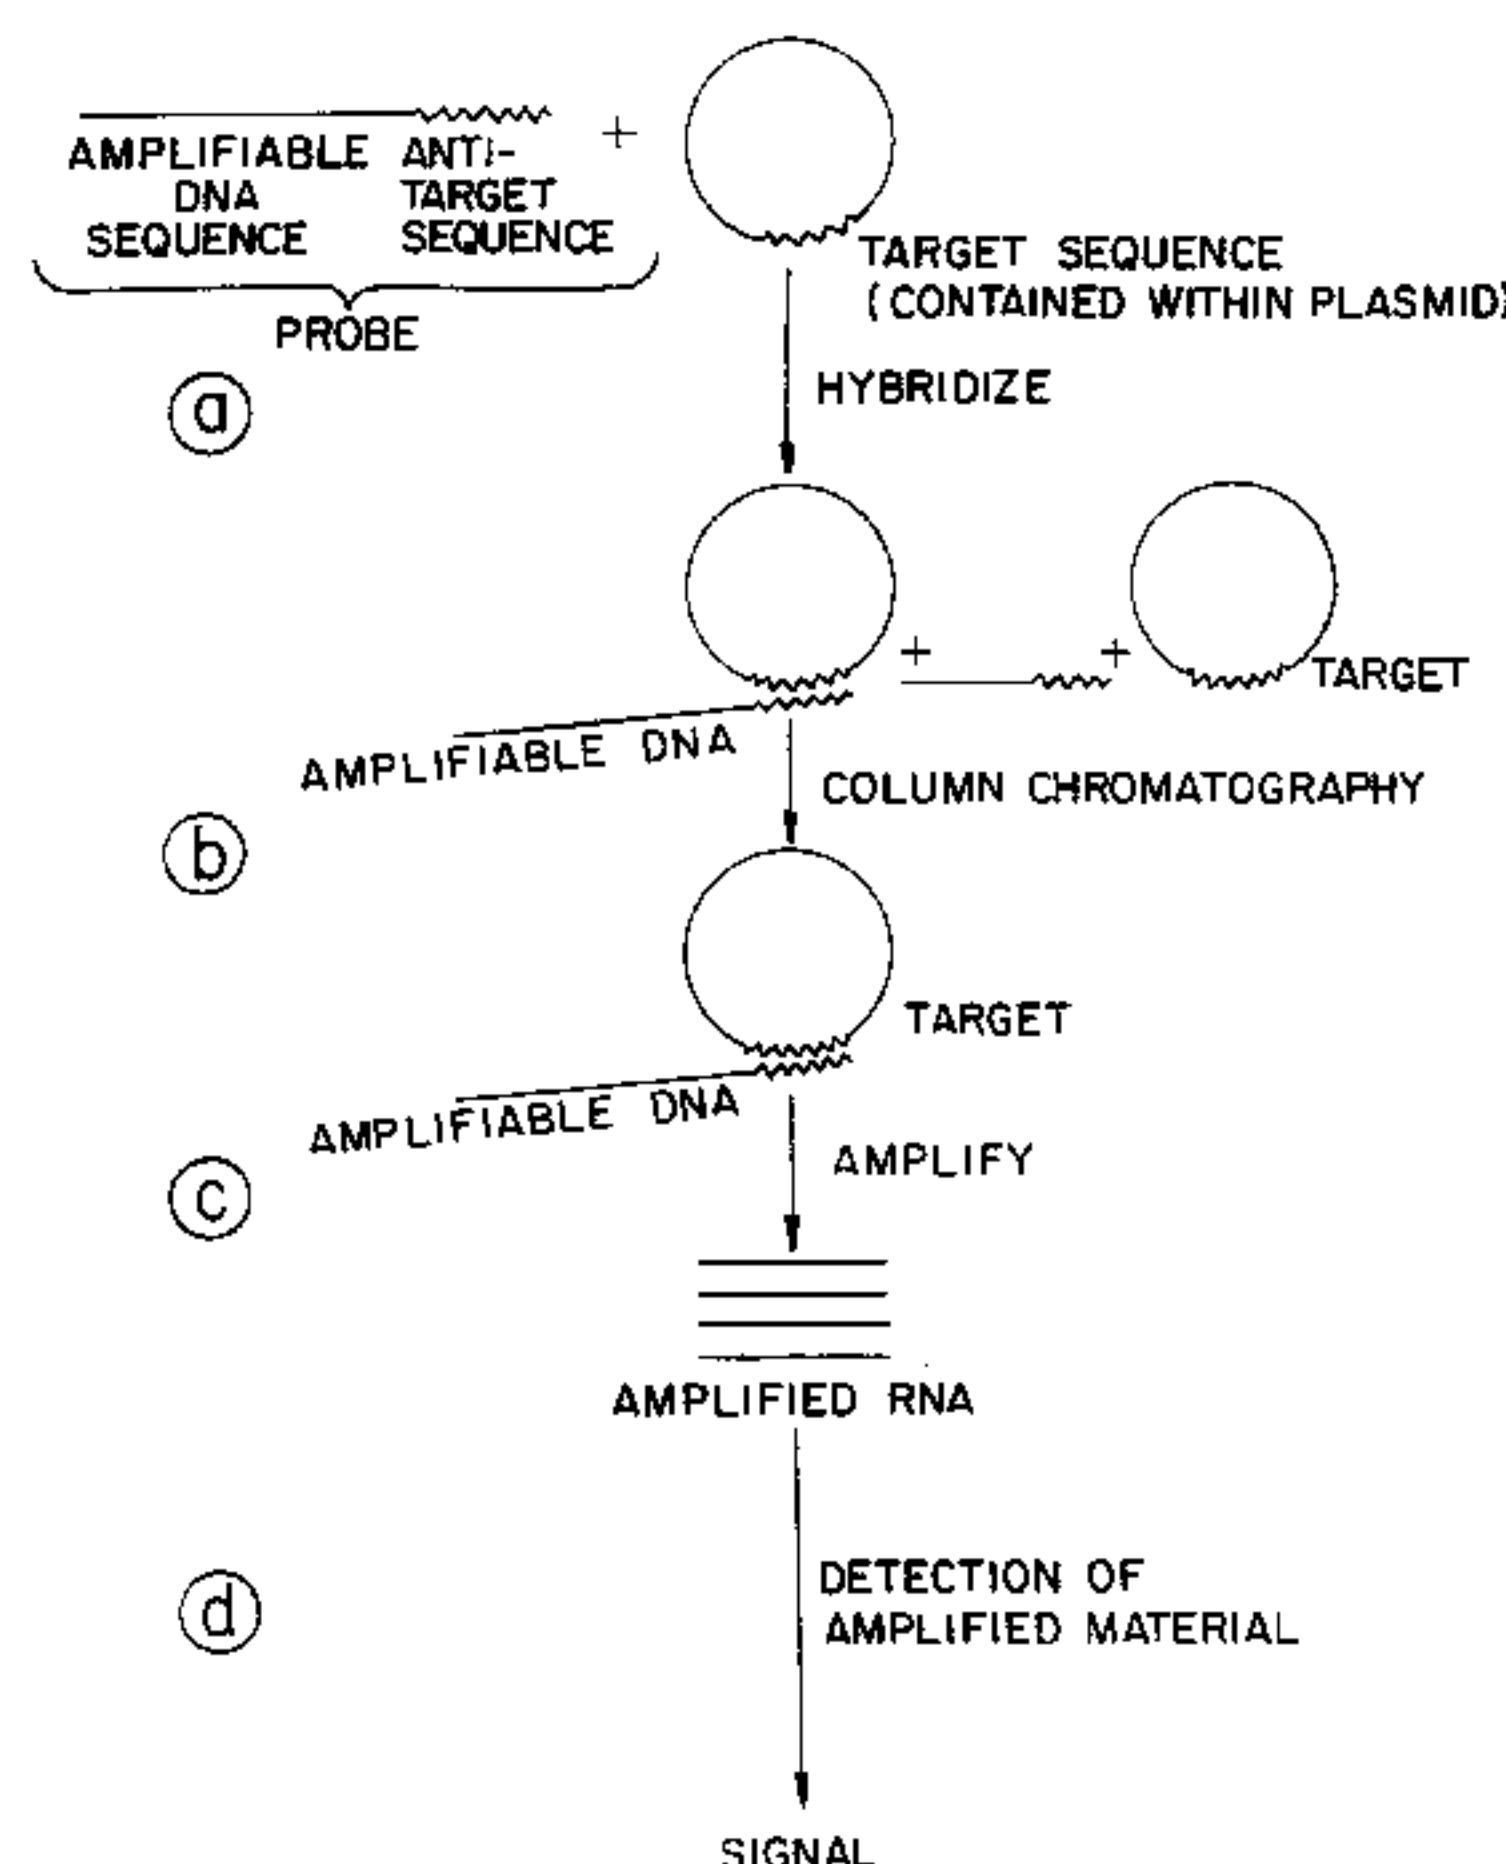 AMPLIFIABLE
DNA
SEQUENCE
ANTI-
TARGET
SEQUENCE
+
PROBE
TARGET SEQUENCE
(CONTAINED WITHIN PLASMID)
a
HYBRIDIZE
+
+
TARGET
AMPLIFIABLE DNA
COLUMN CHROMATOGRAPHY
b
TARGET
AMPLIFIABLE DNA
AMPLIFY
c
AMPLIFIED RNA
DETECTION OF
AMPLIFIED MATERIAL
d
SIGNAL